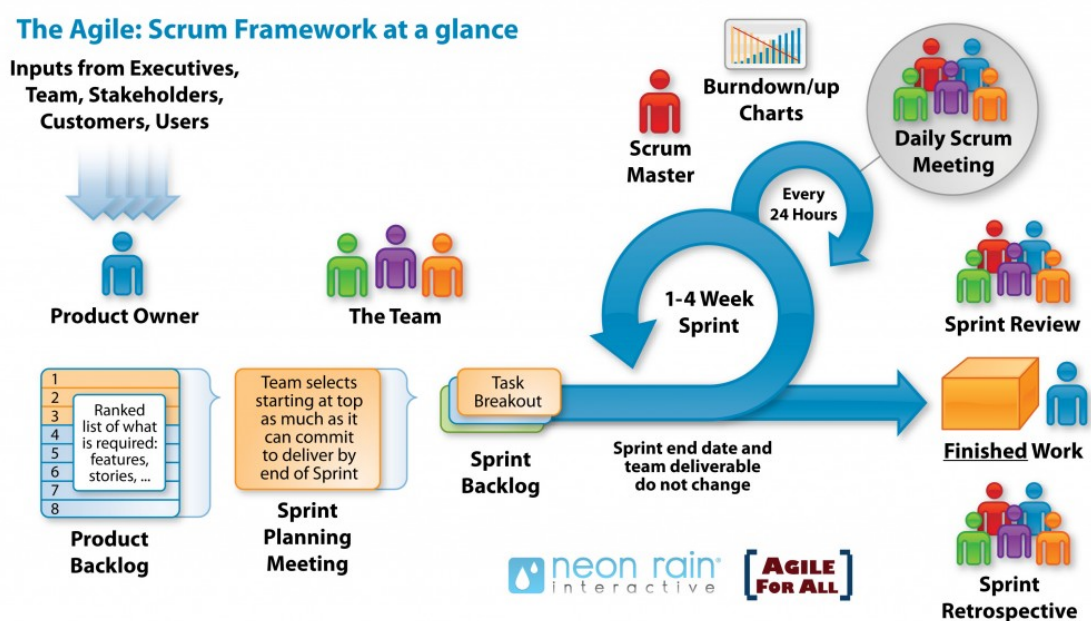 The Agile: Scrum Framework at a glance
Inputs from Executives,
Team, Stakeholders,
Customers, Users
Product Owner
The Team
Scrum
Master
Burndown/up
Charts
Daily Scrum
Meeting
Every
24 Hours
1-4 Week
Sprint
Sprint Review
1
2
3
4
5
6
7
8
Ranked
list of what
is required:
features,
stories, ...
Product
Backlog
Team selects
starting at top
as much as it
can commit
to deliver by
end of Sprint
Sprint
Planning
Meeting
Task
Breakout
Sprint
Backlog
Sprint end date and
team deliverable
do not change
Finished Work
Sprint
Retrospective
neon rain
interactive
AGILE
FOR ALL